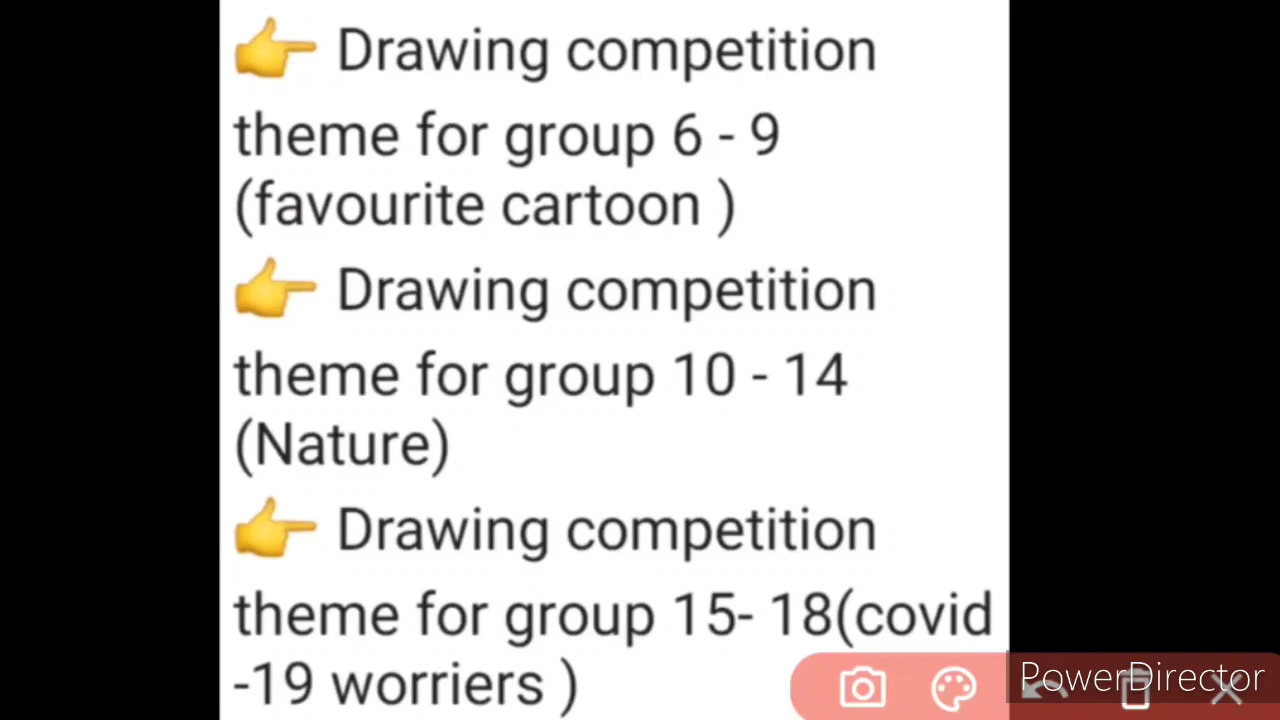 👉 Drawing competition
theme for group 6 - 9
(favourite cartoon )
👉 Drawing competition
theme for group 10 - 14
(Nature)
👉 Drawing competition
theme for group 15- 18(covid
-19 worriers )
PowerDirector